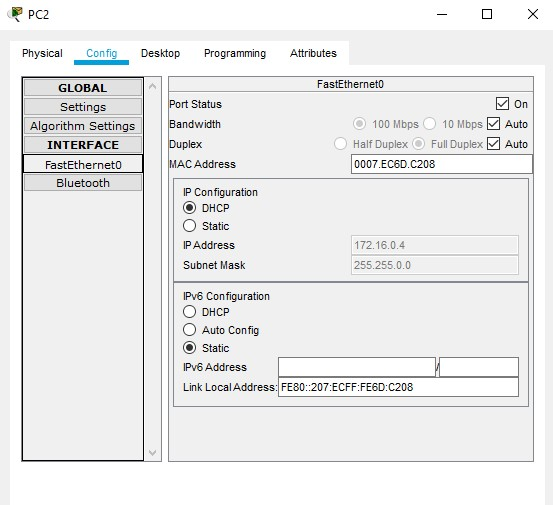 PC2
Physical Config Desktop Programming Attributes
GLOBAL
Settings
Algorithm Settings
INTERFACE
FastEthernet0
Bluetooth
FastEthernet0
Port Status On
Bandwidth 100 Mbps 10 Mbps Auto
Duplex Half Duplex Full Duplex Auto
MAC Address 0007.EC6D.C208
IP Configuration
DHCP
Static
IP Address 172.16.0.4
Subnet Mask 255.255.0.0
IPv6 Configuration
DHCP
Auto Config
Static
IPv6 Address /
Link Local Address: FE80::207:ECFF:FE6D:C208